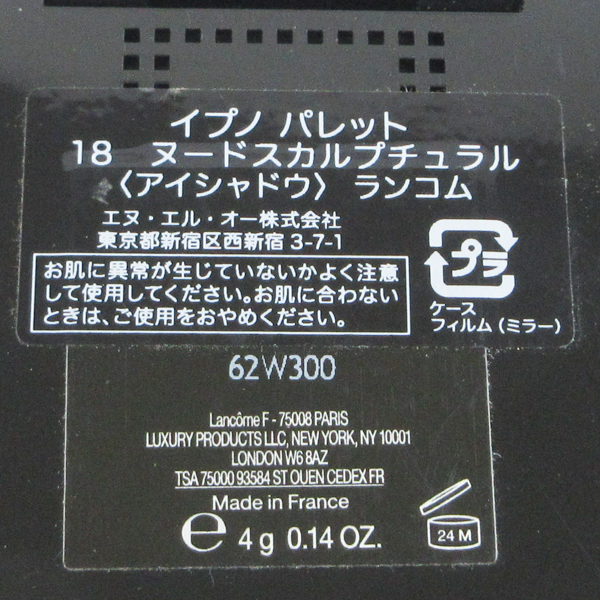 イプノ パレット
18 ヌードスカルプチュラル
〈アイシャドウ〉 ランコム
エヌ・エル・オー株式会社
東京都新宿区西新宿 3-7-1
お肌に異常が生じていないかよく注意
して使用してください。お肌に合わない
ときは、ご使用をおやめください。
プラ
ケース
フィルム(ミラー)
62W300
Lancôme F - 75008 PARIS
LUXURY PRODUCTS LLC, NEW YORK, NY 10001
LONDON W6 8AZ
TSA 75000 93584 ST OUEN CEDEX FR
Made in France
℮ 4 g 0.14 OZ.
24 M